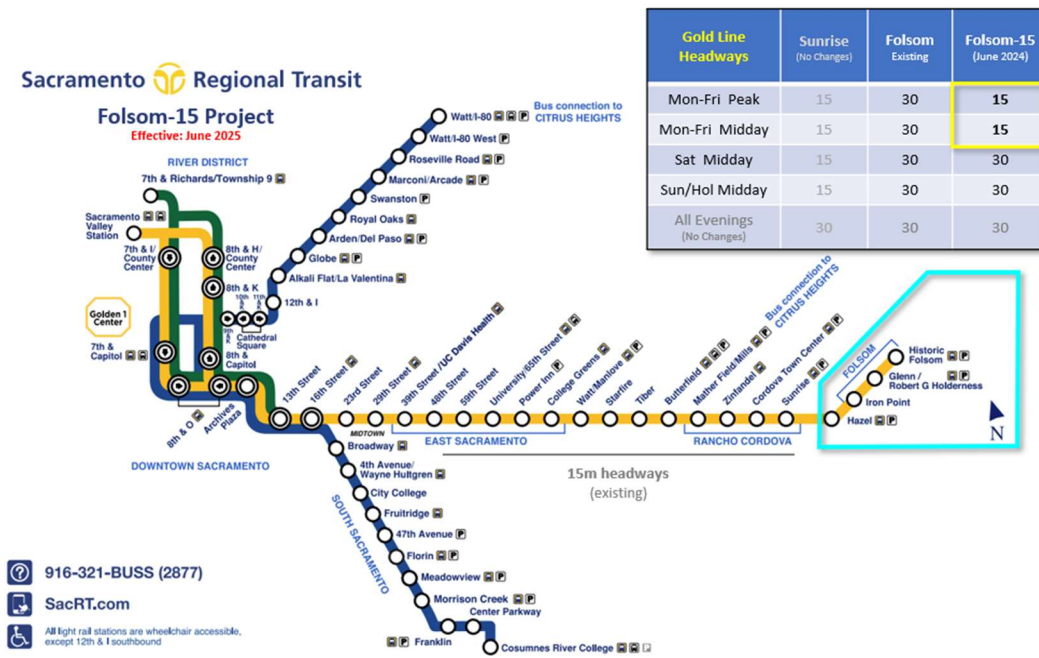 Sacramento Regional Transit
Folsom-15 Project
Effective: June 2025
Gold Line
Headways
Sunrise
(No Changes)
Folsom
Existing
Folsom-15
(June 2024)
Mon-Fri Peak
15
30
15
Mon-Fri Midday
15
30
15
Sat Midday
15
30
30
Sun/Hol Midday
15
30
30
All Evenings
(No Changes)
30
30
30
RIVER DISTRICT
7th & Richards/Township 9
Sacramento
Valley
Station
7th & I/
County
Center
8th & H/
County
Center
8th & K
10th & K
11th & K
9th & K
Cathedral
Square
Golden 1
Center
7th &
Capitol
8th &
Capitol
8th & O
Archives
Plaza
DOWNTOWN SACRAMENTO
Watt/I-80
Bus connection to
CITRUS HEIGHTS
Watt/I-80 West
Roseville Road
Marconi/Arcade
Swanston
Royal Oaks
Arden/Del Paso
Globe
Alkali Flat/La Valentina
12th & I
13th Street
16th Street
23rd Street
29th Street
39th Street/UC Davis Health
48th Street
59th Street
University/65th Street
Power Inn
College Greens
Watt/Manlove
Starfire
Tiber
Butterfield
Mather Field/Mills
Zinfandel
Cordova Town Center
Sunrise
Bus connection to
CITRUS HEIGHTS
Hazel
Iron Point
Glenn /
Robert G Holderness
Historic
Folsom
FOLSOM
N
MIDTOWN
EAST SACRAMENTO
RANCHO CORDOVA
15m headways
(existing)
Broadway
4th Avenue/
Wayne Hultgren
City College
Fruitridge
47th Avenue
Florin
Meadowview
Morrison Creek
Center Parkway
Franklin
Cosumnes River College
SOUTH SACRAMENTO
916-321-BUSS (2877)
SacRT.com
All light rail stations are wheelchair accessible,
except 12th & I southbound